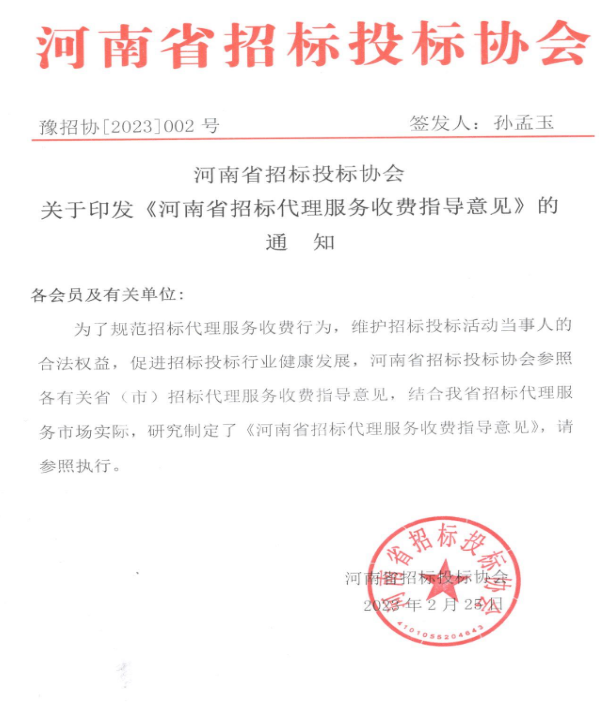 河南省招标投标协会
豫招协[2023]002 号
签发人：孙孟玉
河南省招标投标协会
关于印发《河南省招标代理服务收费指导意见》的
通 知
各会员及有关单位：
为了规范招标代理服务收费行为，维护招标投标活动当事人的
合法权益，促进招标投标行业健康发展，河南省招标投标协会参照
各有关省（市）招标代理服务收费指导意见，结合我省招标代理服
务市场实际，研究制定了《河南省招标代理服务收费指导意见》，请
参照执行。
河南省招标投标协会
2023 年 2 月 日
河南省招标投标协会
4101055204643